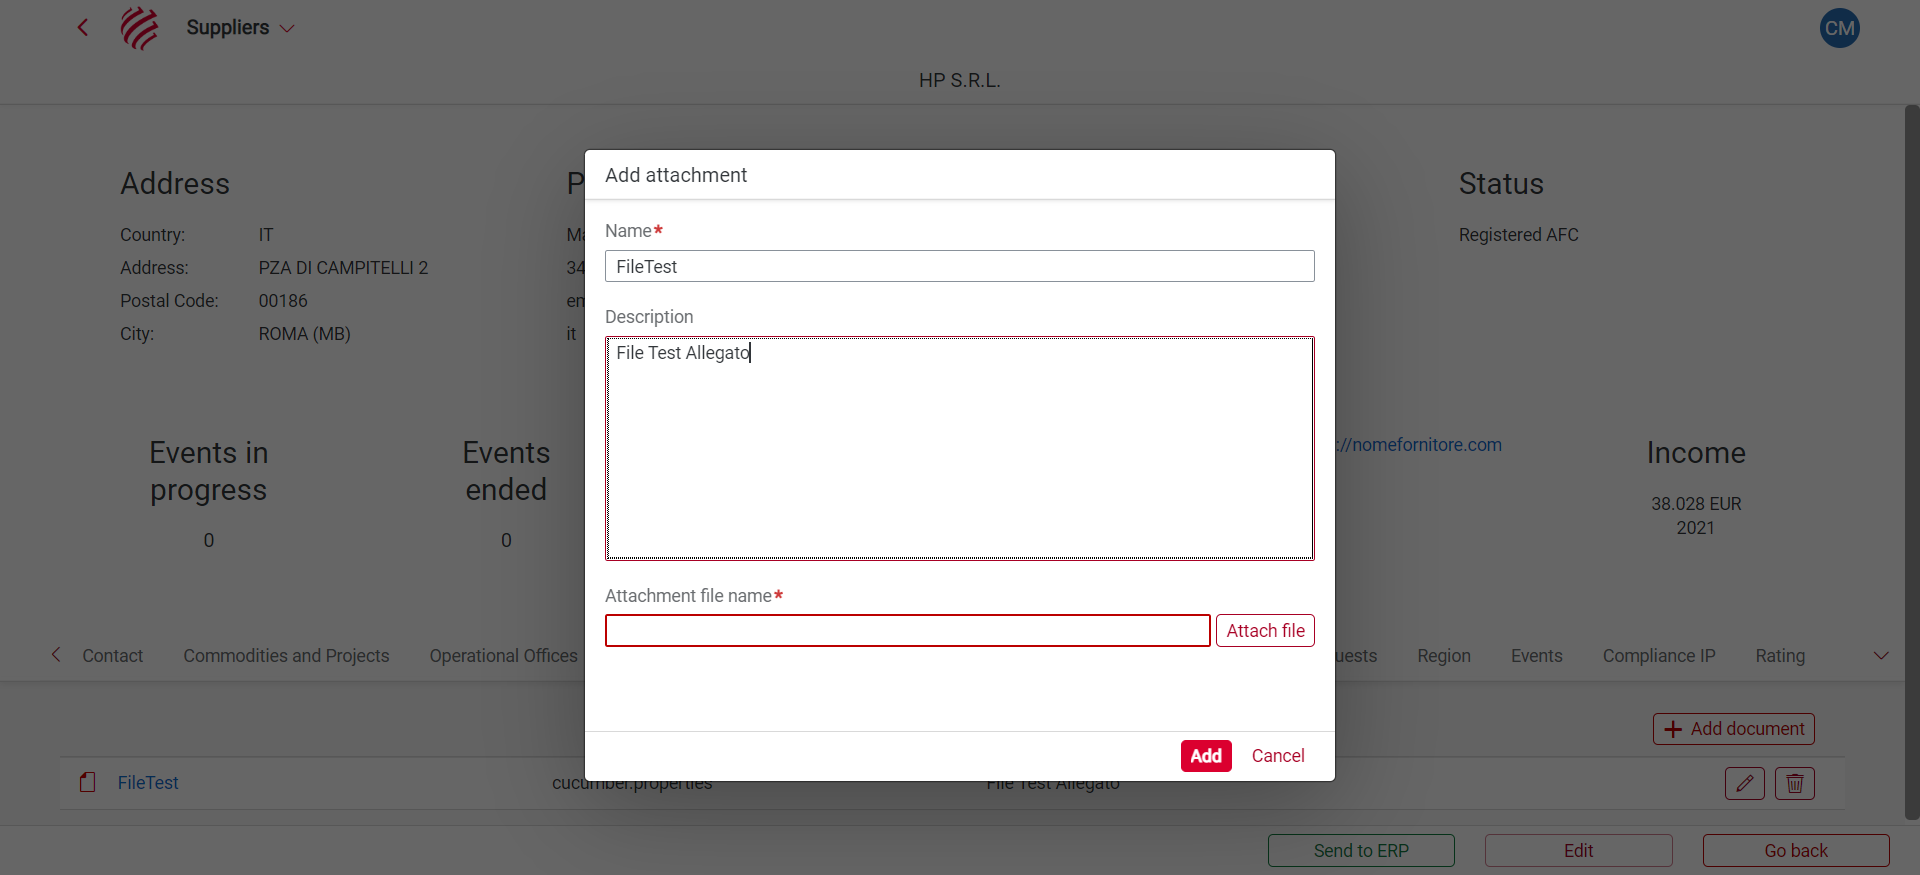 Suppliers
CM
HP S.R.L.
Address
Country: IT
Address: PZA DI CAMPITELLI 2
Postal Code: 00186
City: ROMA (MB)
P
Ma
34
em
it
Status
Registered AFC
Events in
progress
0
Events
ended
0
://nomefornitore.com
Income
38.028 EUR
2021
Add attachment
Name*
FileTest
Description
File Test Allegato
Attachment file name*
Attach file
Add Cancel
Contact Commodities and Projects Operational Offices uests Region Events Compliance IP Rating
Add document
FileTest cucumber.properties File Test Allegato
Send to ERP Edit Go back